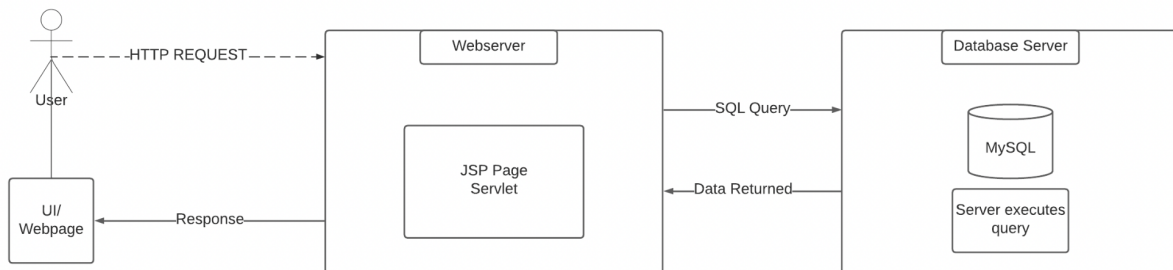 HTTP REQUEST
User
UI/
Webpage
Response
Webserver
JSP Page
Servlet
SQL Query
Data Returned
Database Server
MySQL
Server executes
query